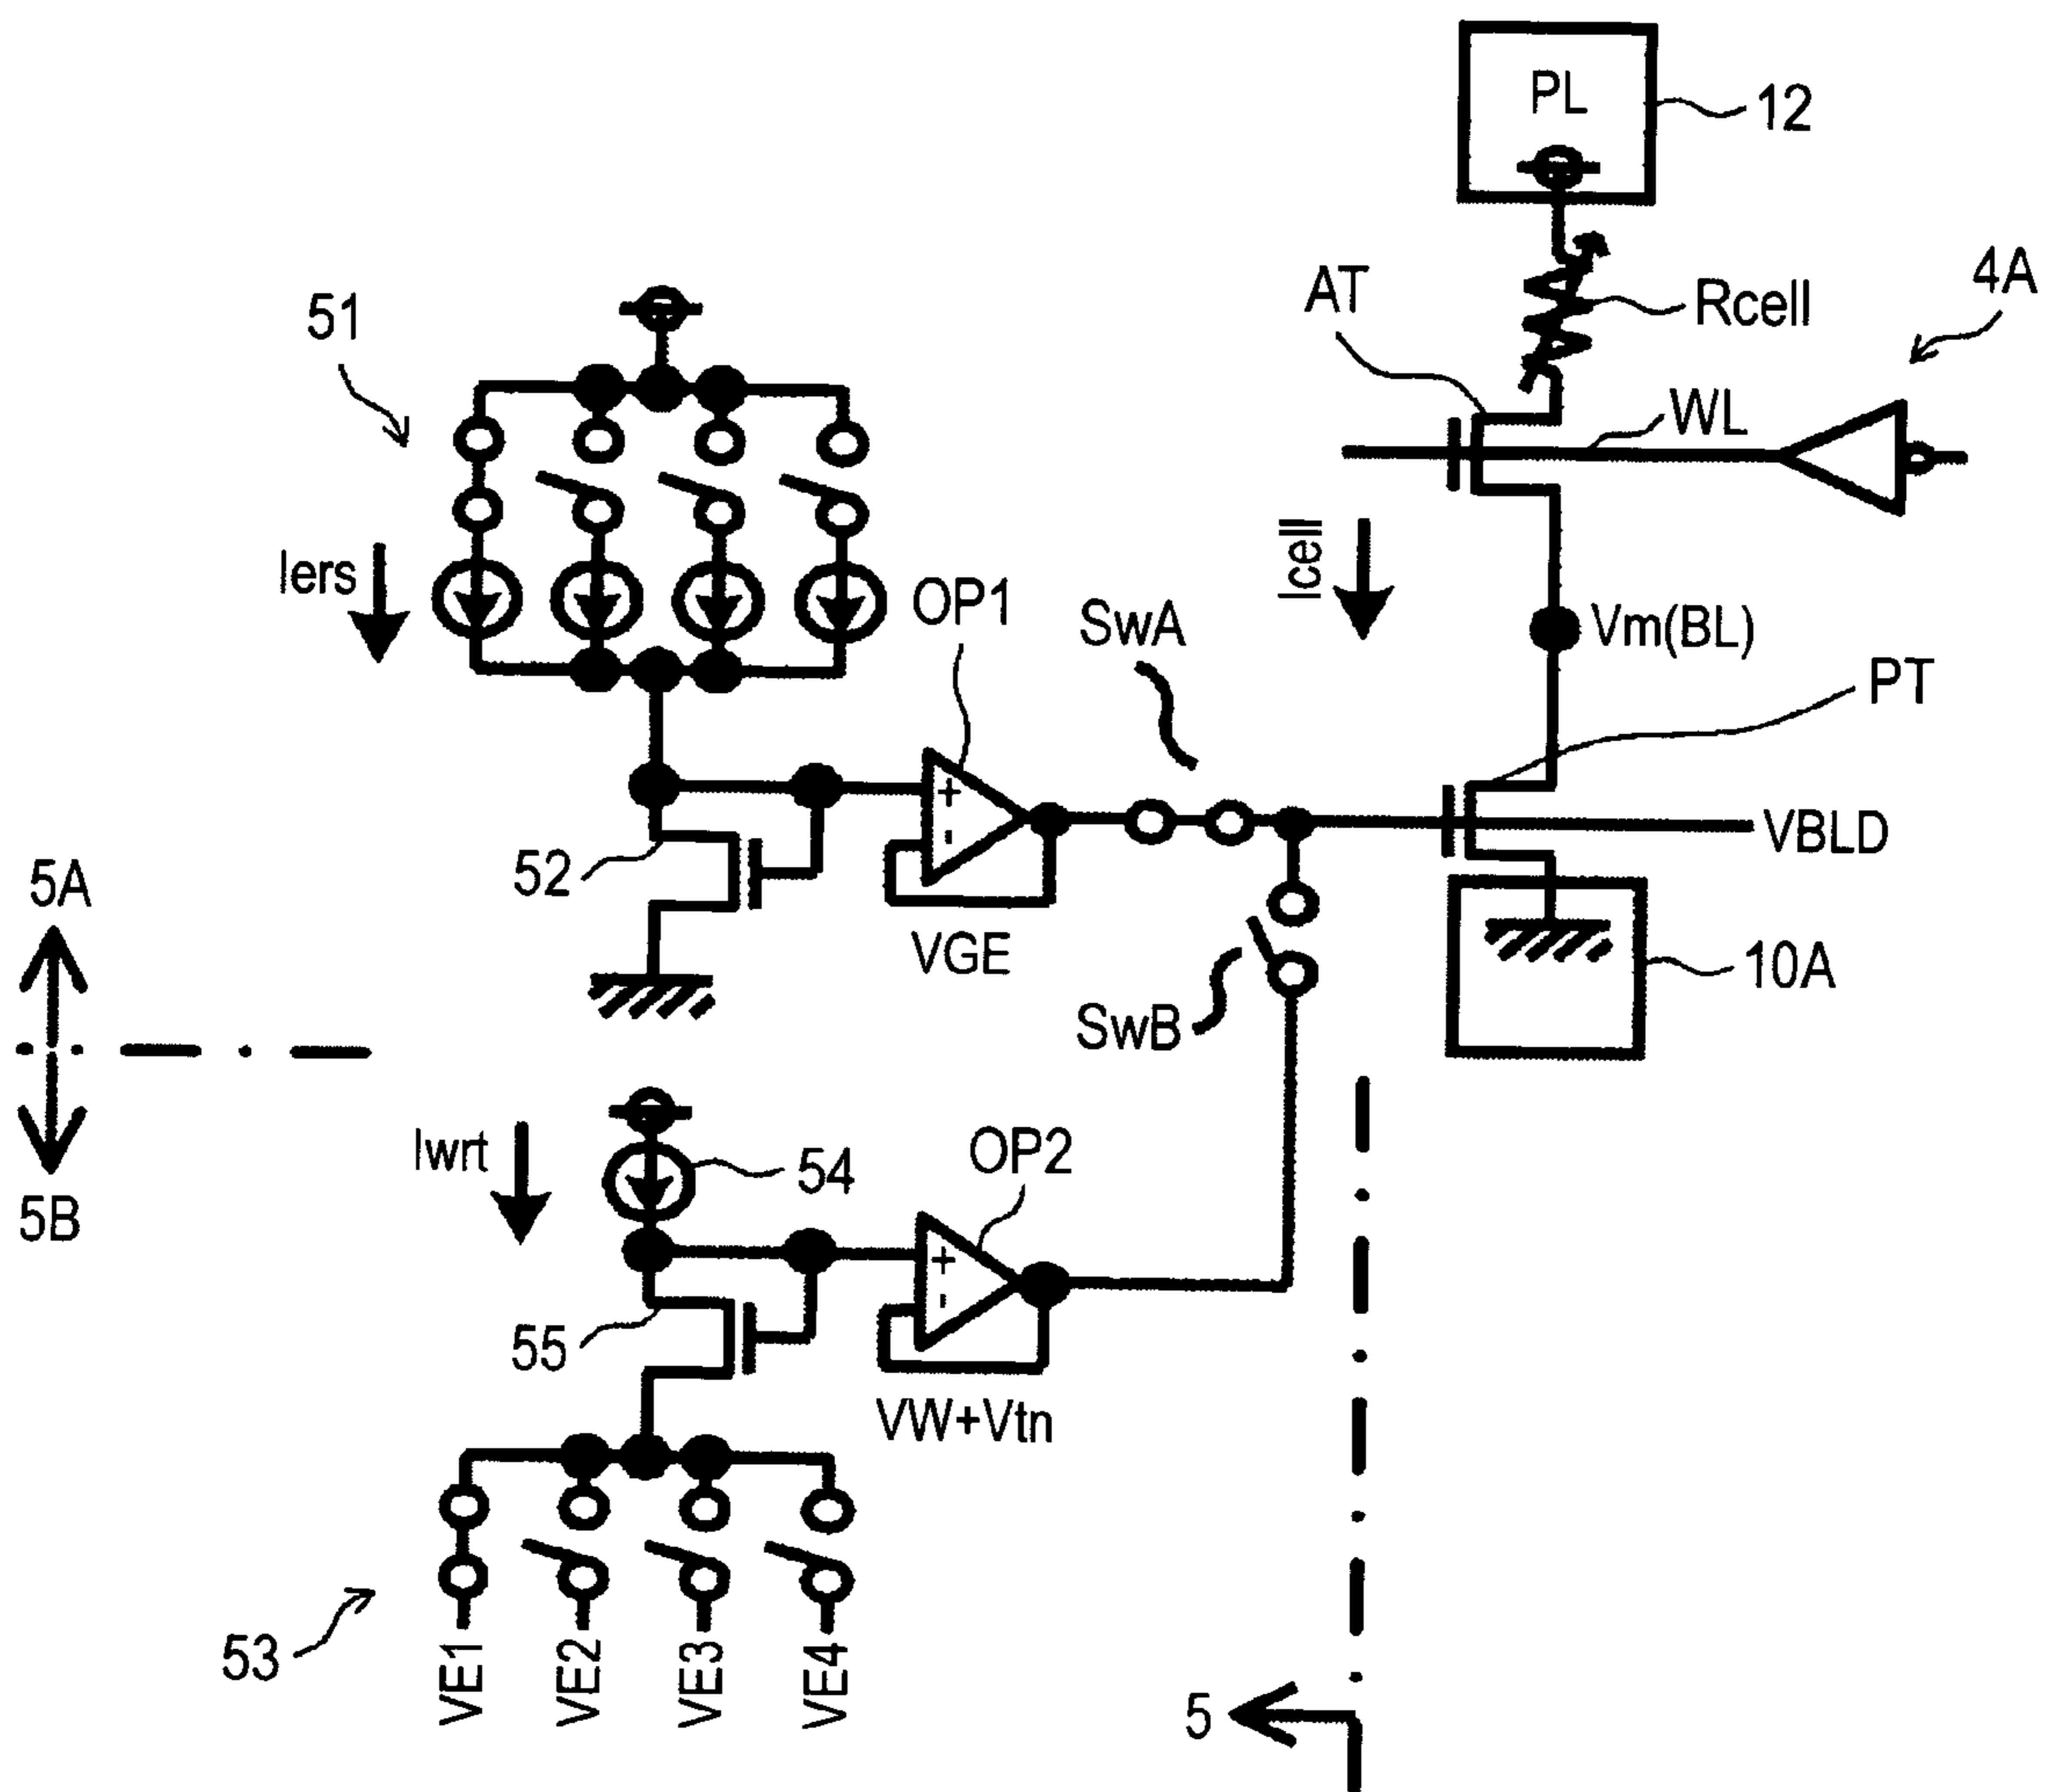 PL
12
4A
AT
Rcell
51
WL
Iers
OP1
Icell
SwA
Vm(BL)
PT
+
-
VBLD
52
5A
VGE
10A
SwB
Iwrt
54
OP2
5B
+
-
55
VW+Vtn
53
VE1
VE2
VE3
VE4
5